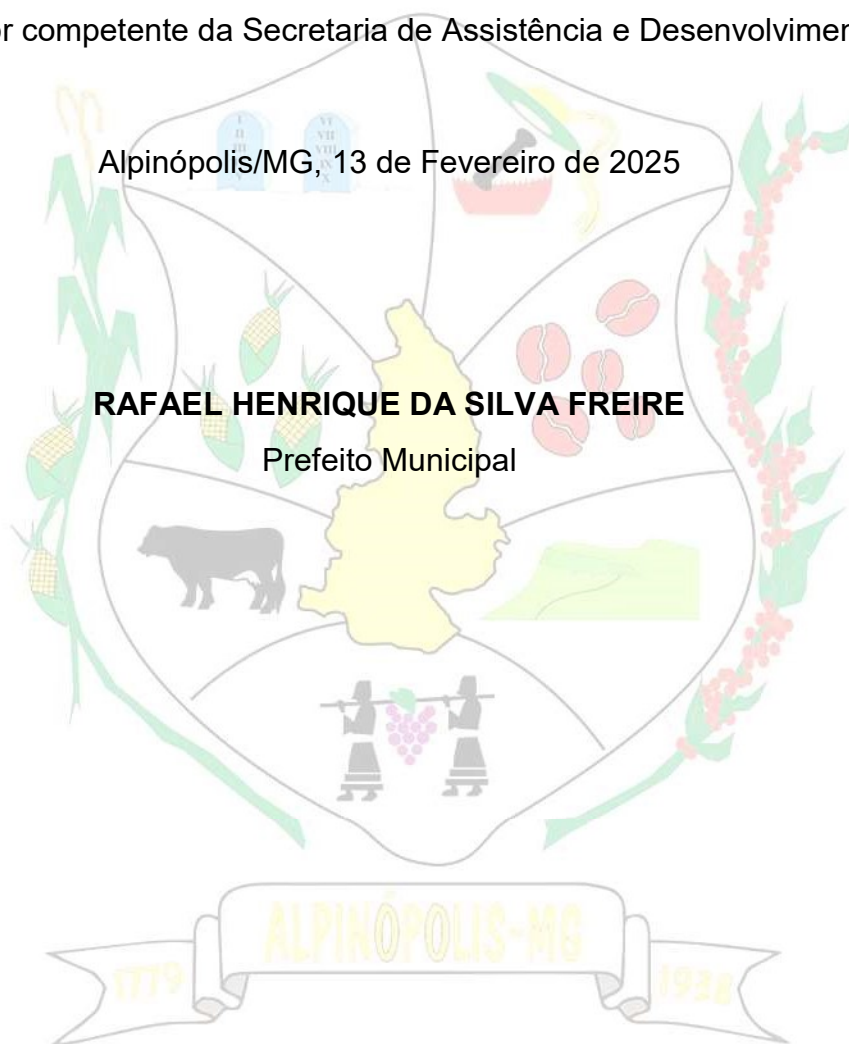 r competente da Secretaria de Assistência e Desenvolvimen
Alpinópolis/MG, 13 de Fevereiro de 2025
RAFAEL HENRIQUE DA SILVA FREIRE
Prefeito Municipal
ALPINÓPOLIS-MG
1779
1938